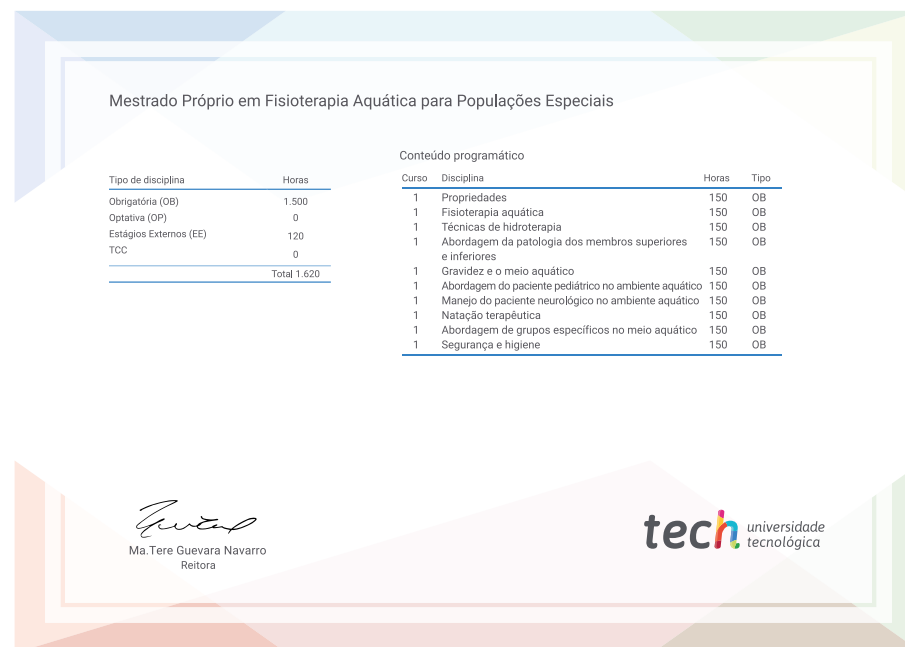 Mestrado Próprio em Fisioterapia Aquática para Populações Especiais
Tipo de disciplina Horas
Obrigatória (OB) 1.500
Optativa (OP) 0
Estágios Externos (EE) 120
TCC 0
Total 1.620
Conteúdo programático
Curso Disciplina Horas Tipo
1 Propriedades 150 OB
1 Fisioterapia aquática 150 OB
1 Técnicas de hidroterapia 150 OB
1 Abordagem da patologia dos membros superiores 150 OB
e inferiores
1 Gravidez e o meio aquático 150 OB
1 Abordagem do paciente pediátrico no ambiente aquático 150 OB
1 Manejo do paciente neurológico no ambiente aquático 150 OB
1 Natação terapêutica 150 OB
1 Abordagem de grupos específicos no meio aquático 150 OB
1 Segurança e higiene 150 OB
Ma.Tere Guevara Navarro
Reitora
tech universidade
tecnológica